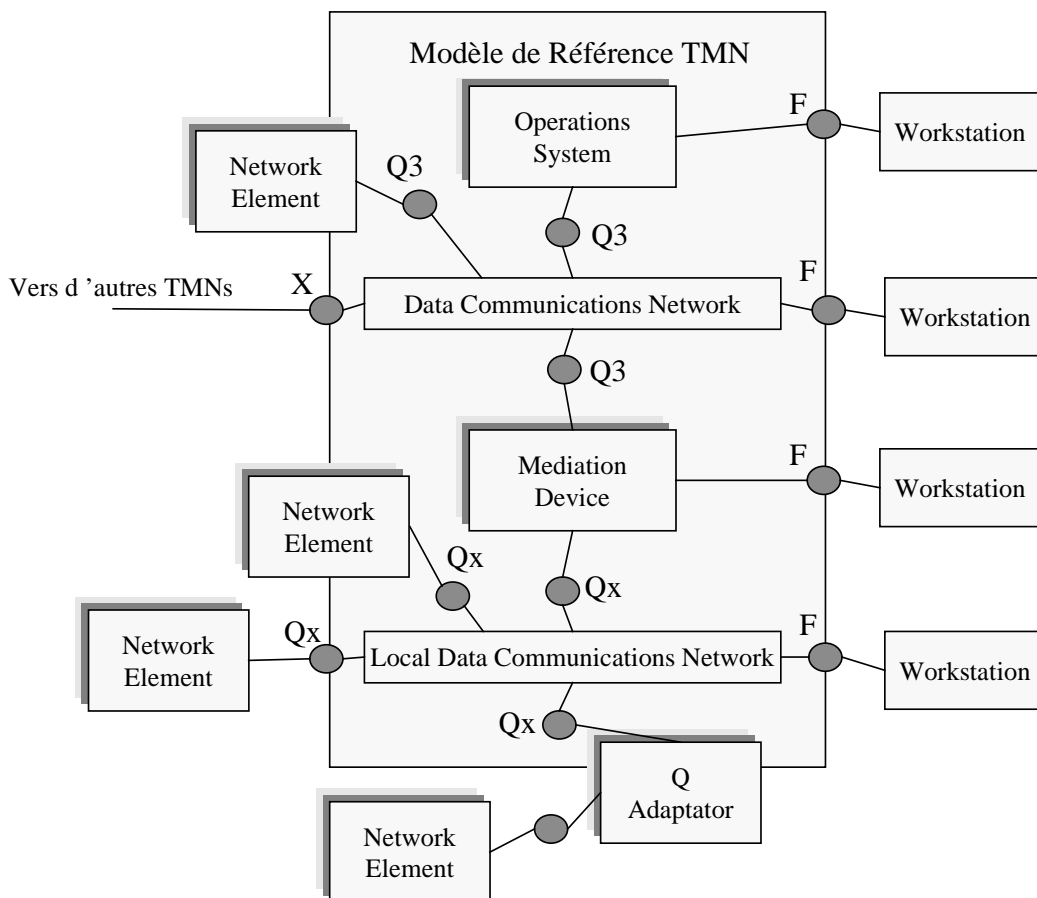 Modèle de Référence TMN
F
Operations
System
Workstation
Network
Element
Q3
Q3
Vers d ’autres TMNs
X
F
Data Communications Network
Workstation
Q3
F
Mediation
Device
Workstation
Network
Element
Qx
Qx
Network
Element
Qx
F
Local Data Communications Network
Workstation
Qx
Q
Adaptator
Network
Element